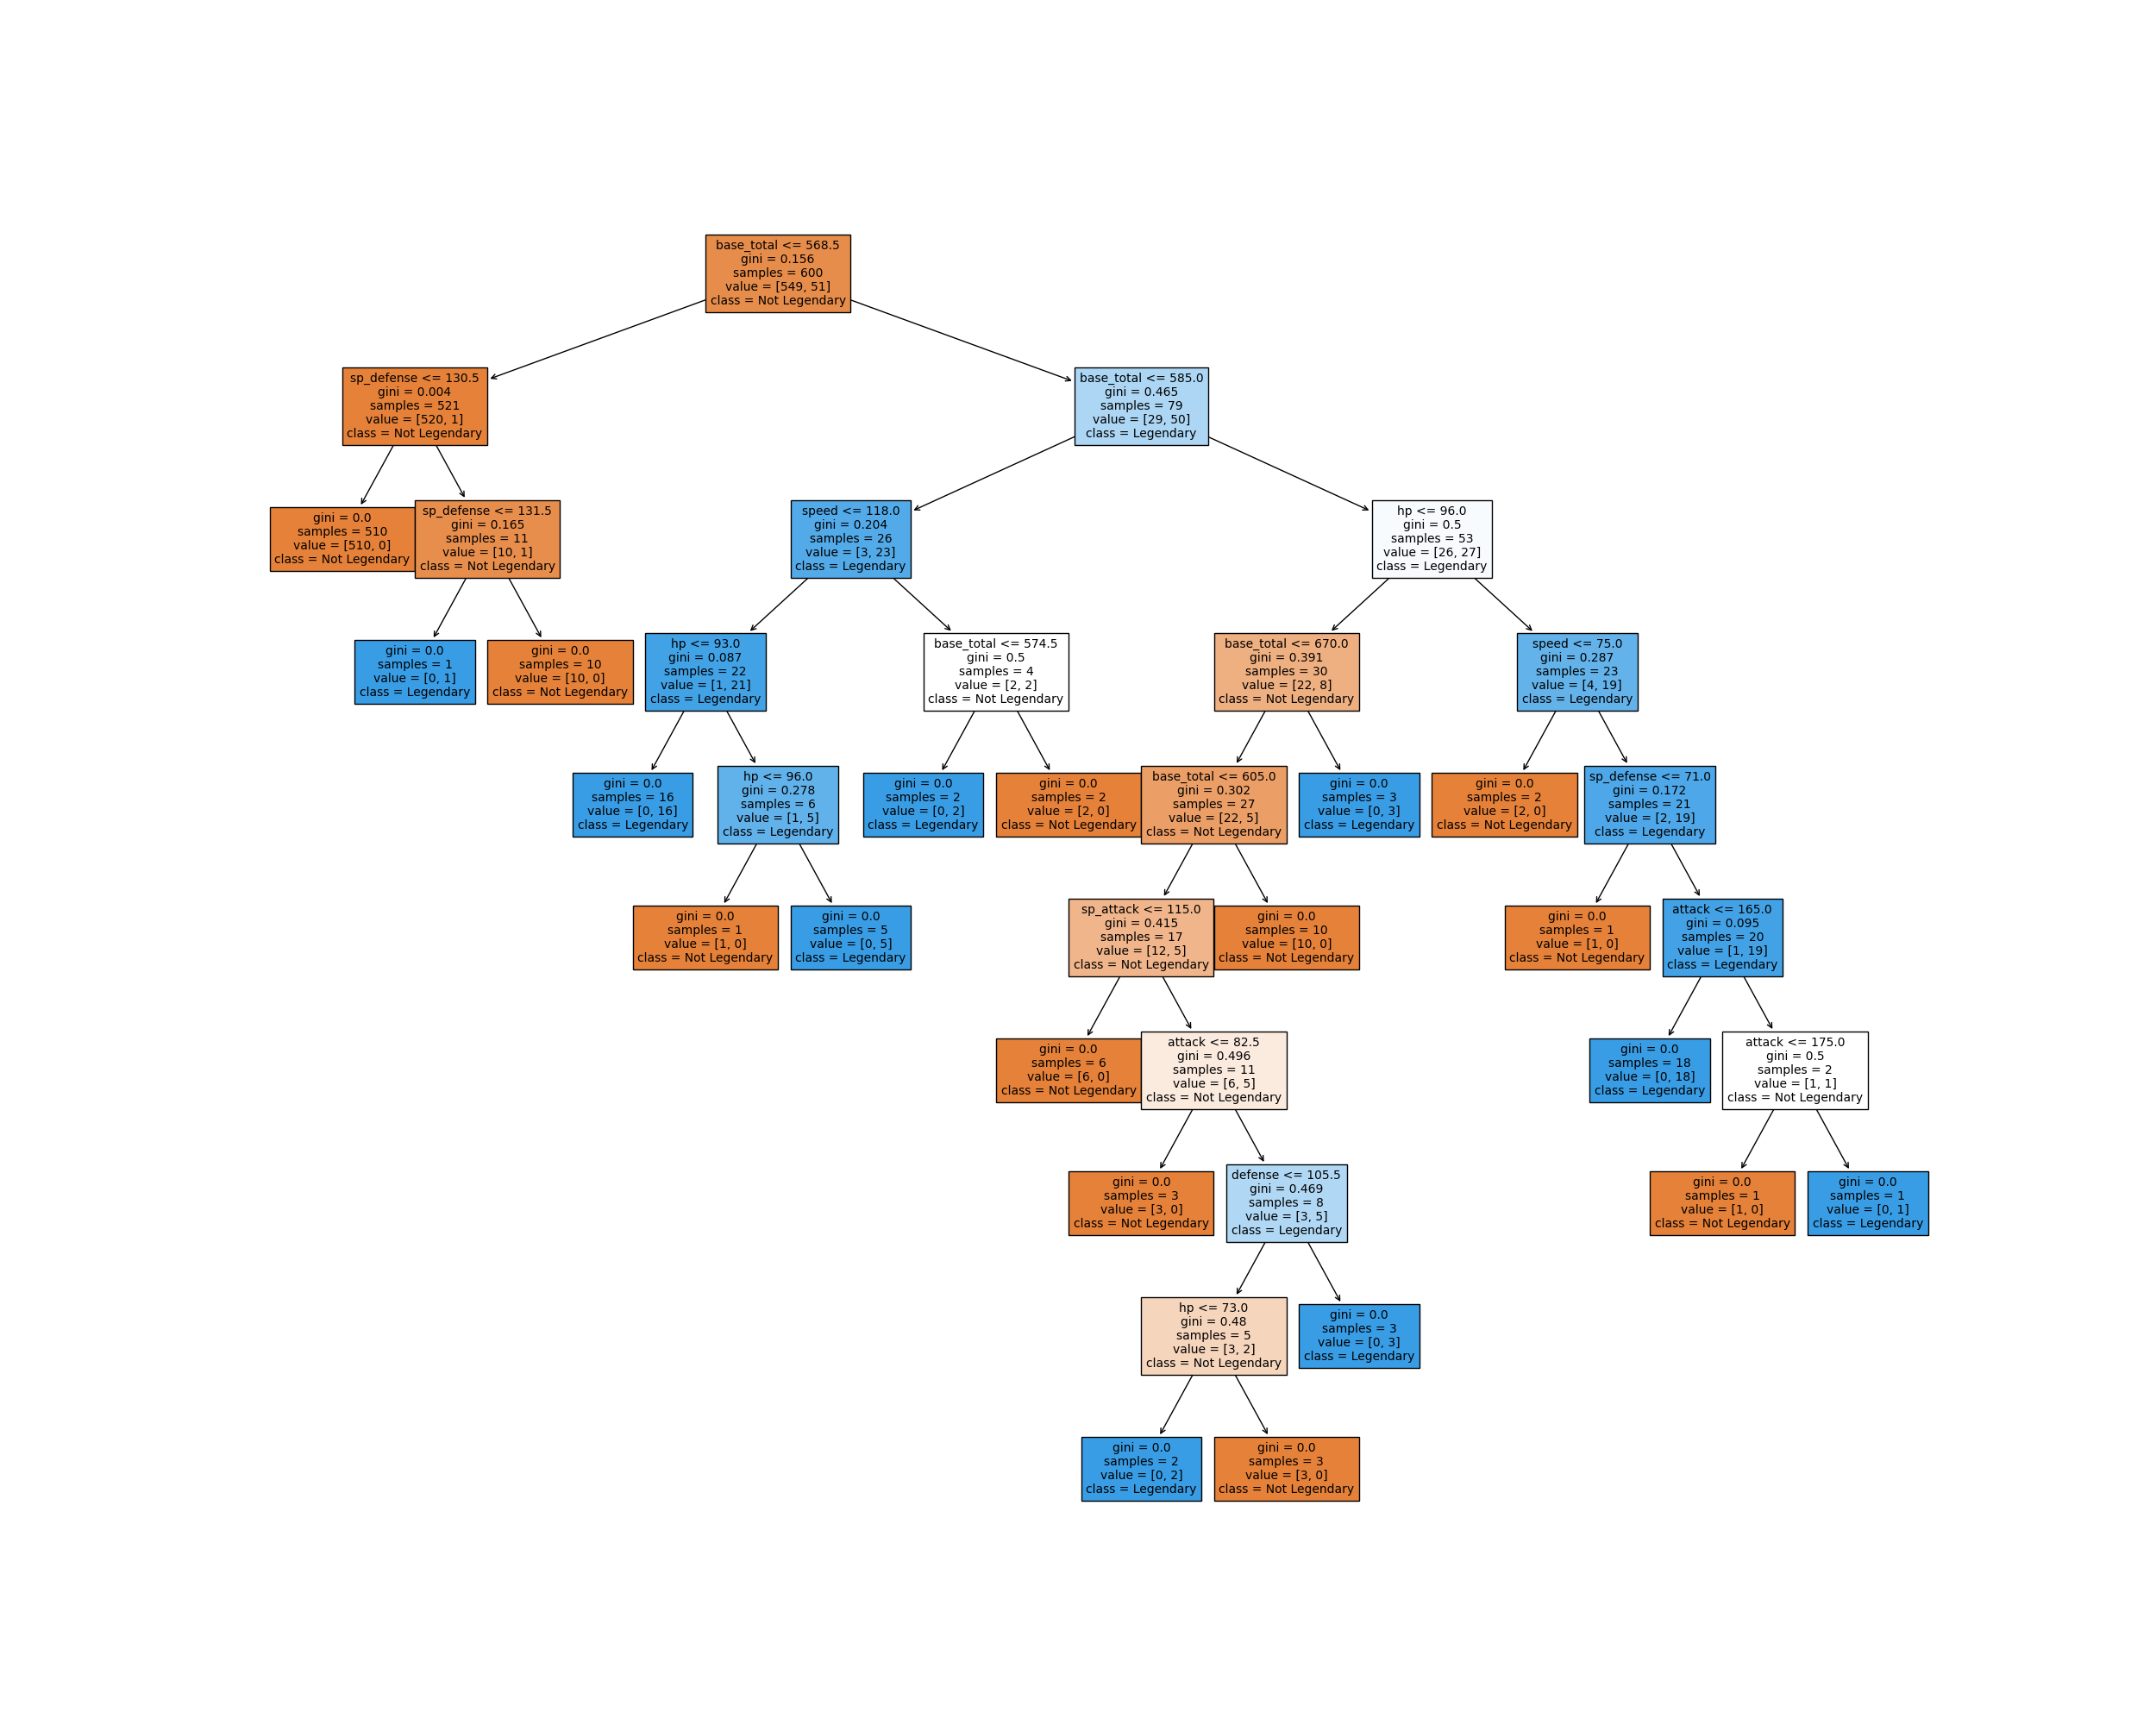 base_total <= 568.5
gini = 0.156
samples = 600
value = [549, 51]
class = Not Legendary
sp_defense <= 130.5
gini = 0.004
samples = 521
value = [520, 1]
class = Not Legendary
base_total <= 585.0
gini = 0.465
samples = 79
value = [29, 50]
class = Legendary
gini = 0.0
samples = 510
value = [510, 0]
class = Not Legendary
sp_defense <= 131.5
gini = 0.165
samples = 11
value = [10, 1]
class = Not Legendary
speed <= 118.0
gini = 0.204
samples = 26
value = [3, 23]
class = Legendary
hp <= 96.0
gini = 0.5
samples = 53
value = [26, 27]
class = Legendary
gini = 0.0
samples = 1
value = [0, 1]
class = Legendary
gini = 0.0
samples = 10
value = [10, 0]
class = Not Legendary
hp <= 93.0
gini = 0.087
samples = 22
value = [1, 21]
class = Legendary
base_total <= 574.5
gini = 0.5
samples = 4
value = [2, 2]
class = Not Legendary
base_total <= 670.0
gini = 0.391
samples = 30
value = [22, 8]
class = Not Legendary
speed <= 75.0
gini = 0.287
samples = 23
value = [4, 19]
class = Legendary
gini = 0.0
samples = 16
value = [0, 16]
class = Legendary
hp <= 96.0
gini = 0.278
samples = 6
value = [1, 5]
class = Legendary
gini = 0.0
samples = 2
value = [0, 2]
class = Legendary
gini = 0.0
samples = 2
value = [2, 0]
class = Not Legendary
base_total <= 605.0
gini = 0.302
samples = 27
value = [22, 5]
class = Not Legendary
gini = 0.0
samples = 3
value = [0, 3]
class = Legendary
gini = 0.0
samples = 2
value = [2, 0]
class = Not Legendary
sp_defense <= 71.0
gini = 0.172
samples = 21
value = [2, 19]
class = Legendary
gini = 0.0
samples = 1
value = [1, 0]
class = Not Legendary
gini = 0.0
samples = 5
value = [0, 5]
class = Legendary
sp_attack <= 115.0
gini = 0.415
samples = 17
value = [12, 5]
class = Not Legendary
gini = 0.0
samples = 10
value = [10, 0]
class = Not Legendary
gini = 0.0
samples = 1
value = [1, 0]
class = Not Legendary
attack <= 165.0
gini = 0.095
samples = 20
value = [1, 19]
class = Legendary
gini = 0.0
samples = 6
value = [6, 0]
class = Not Legendary
attack <= 82.5
gini = 0.496
samples = 11
value = [6, 5]
class = Not Legendary
gini = 0.0
samples = 18
value = [0, 18]
class = Legendary
attack <= 175.0
gini = 0.5
samples = 2
value = [1, 1]
class = Not Legendary
gini = 0.0
samples = 3
value = [3, 0]
class = Not Legendary
defense <= 105.5
gini = 0.469
samples = 8
value = [3, 5]
class = Legendary
gini = 0.0
samples = 1
value = [1, 0]
class = Not Legendary
gini = 0.0
samples = 1
value = [0, 1]
class = Legendary
hp <= 73.0
gini = 0.48
samples = 5
value = [3, 2]
class = Not Legendary
gini = 0.0
samples = 3
value = [0, 3]
class = Legendary
gini = 0.0
samples = 2
value = [0, 2]
class = Legendary
gini = 0.0
samples = 3
value = [3, 0]
class = Not Legendary